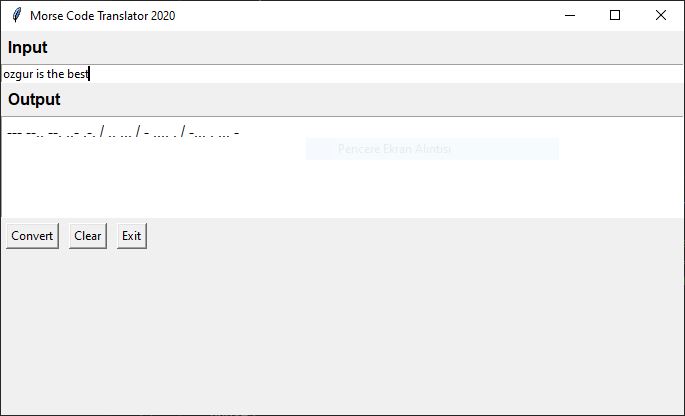 Morse Code Translator 2020
Input
ozgur is the best
Output
--- --.. --. ..- .-. / .. ... / - .... . / -... . ... -
Pencere Ekran Alıntısı
Convert Clear Exit